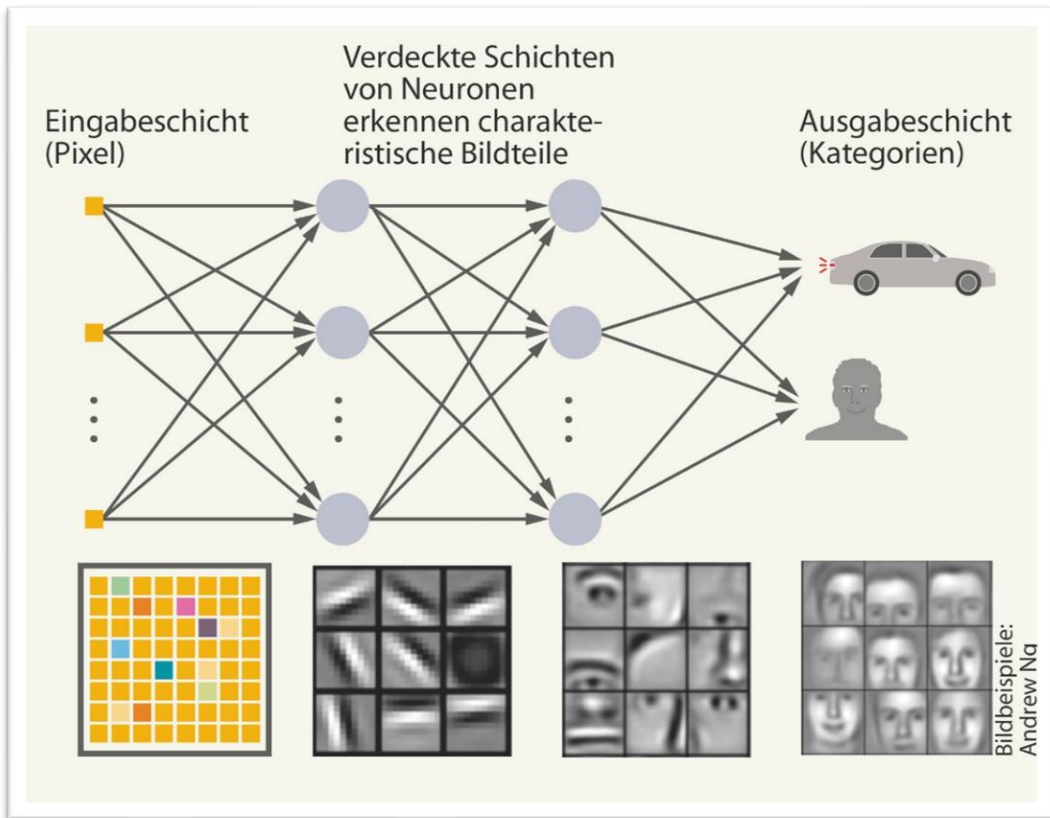 Eingabeschicht
(Pixel)
Verdeckte Schichten
von Neuronen
erkennen charakte-
ristische Bildteile
Ausgabeschicht
(Kategorien)
Bildbeispiele:
Andrew Ng